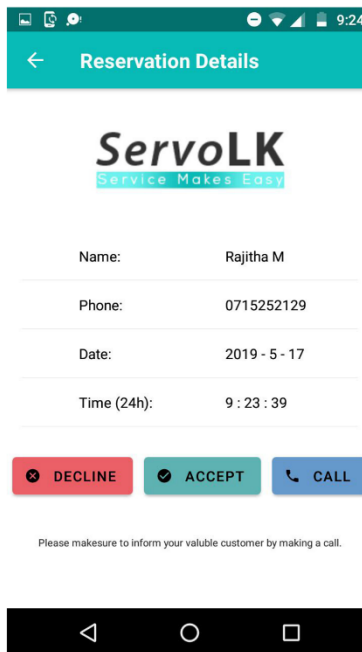 9:24
Reservation Details
ServoLK
Service Makes Easy
Name: Rajitha M
Phone: 0715252129
Date: 2019 - 5 - 17
Time (24h): 9 : 23 : 39
DECLINE ACCEPT CALL
Please makesure to inform your valuble customer by making a call.